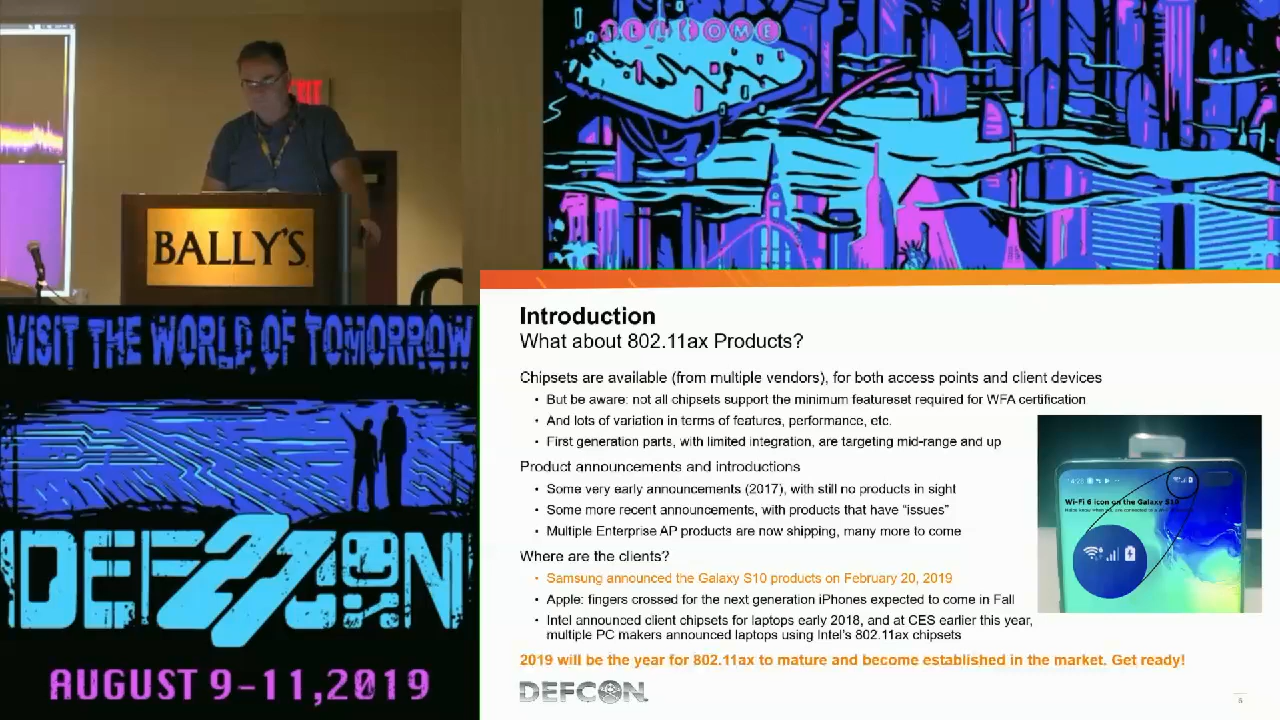 EXIT
BALLY'S
WELCOME
VISIT THE WORLD OF TOMORROW
DEFCON 27
AUGUST 9-11,2019
Introduction
What about 802.11ax Products?
Chipsets are available (from multiple vendors), for both access points and client devices
• But be aware: not all chipsets support the minimum featureset required for WFA certification
• And lots of variation in terms of features, performance, etc.
• First generation parts, with limited integration, are targeting mid-range and up
Product announcements and introductions
• Some very early announcements (2017), with still no products in sight
• Some more recent announcements, with products that have “issues”
• Multiple Enterprise AP products are now shipping, many more to come
Where are the clients?
• Samsung announced the Galaxy S10 products on February 20, 2019
• Apple: fingers crossed for the next generation iPhones expected to come in Fall
• Intel announced client chipsets for laptops early 2018, and at CES earlier this year,
multiple PC makers announced laptops using Intel’s 802.11ax chipsets
2019 will be the year for 802.11ax to mature and become established in the market. Get ready!
Wi-Fi 6 icon on the Galaxy S10
DEFCON.